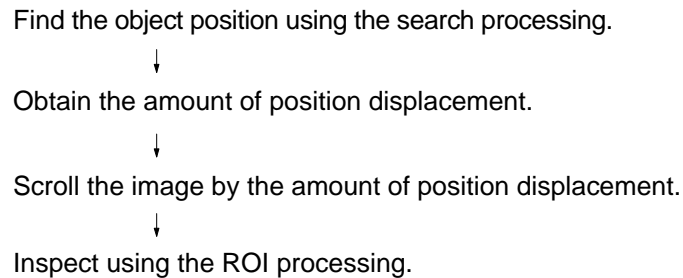 Find the object position using the search processing.
Obtain the amount of position displacement.
Scroll the image by the amount of position displacement.
Inspect using the ROI processing.